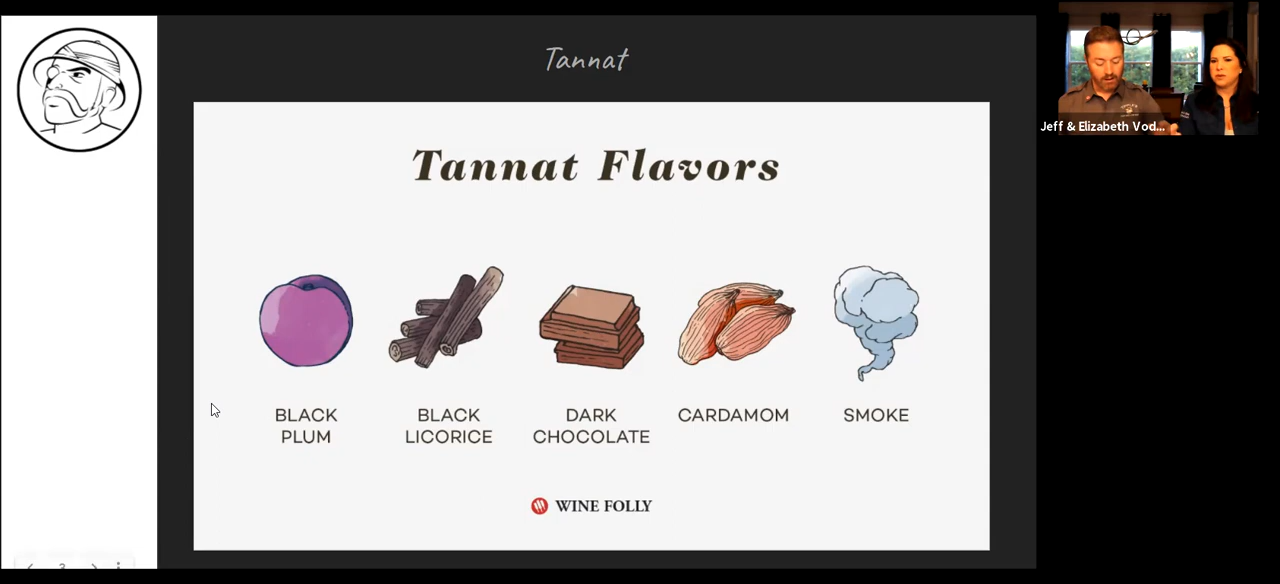 Tannat
Tannat Flavors
BLACK
PLUM
BLACK
LICORICE
DARK
CHOCOLATE
CARDAMOM
SMOKE
WINE FOLLY
Jeff & Elizabeth Vod...